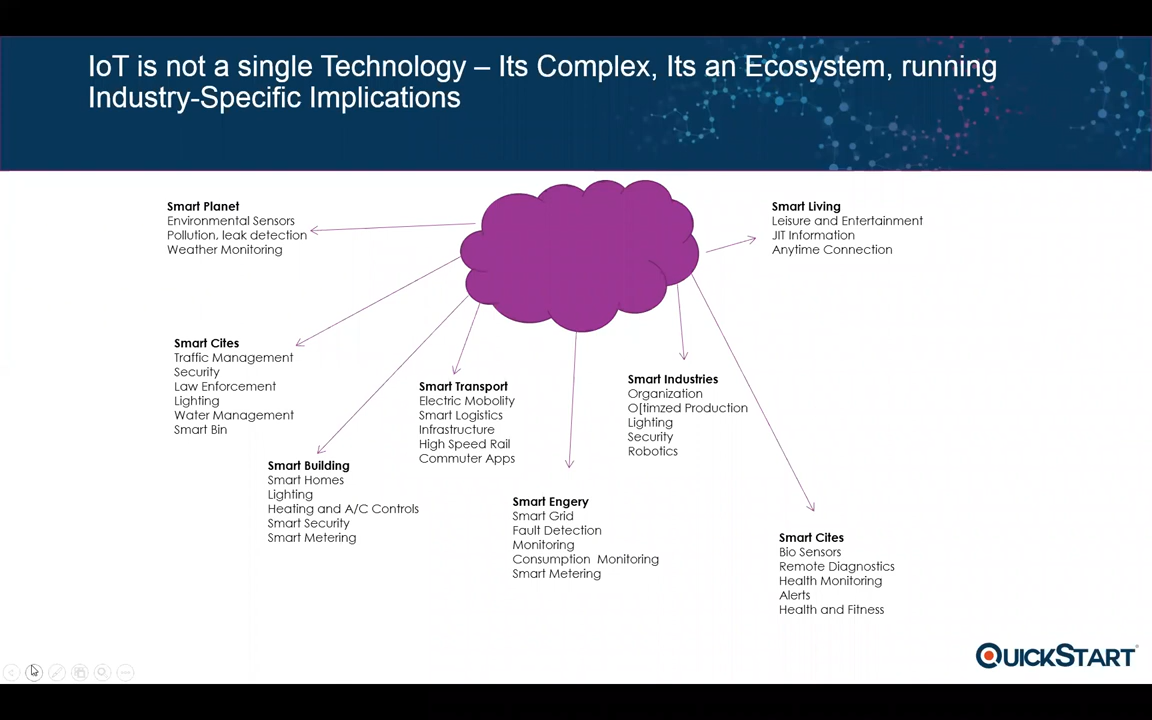 IoT is not a single Technology – Its Complex, Its an Ecosystem, running
Industry-Specific Implications
Smart Planet
Environmental Sensors
Pollution, leak detection
Weather Monitoring
Smart Living
Leisure and Entertainment
JIT Information
Anytime Connection
Smart Cites
Traffic Management
Security
Law Enforcement
Lighting
Water Management
Smart Bin
Smart Transport
Electric Mobolity
Smart Logistics
Infrastructure
High Speed Rail
Commuter Apps
Smart Industries
Organization
O[timzed Production
Lighting
Security
Robotics
Smart Building
Smart Homes
Lighting
Heating and A/C Controls
Smart Security
Smart Metering
Smart Engery
Smart Grid
Fault Detection
Monitoring
Consumption  Monitoring
Smart Metering
Smart Cites
Bio Sensors
Remote Diagnostics
Health Monitoring
Alerts
Health and Fitness
QUICKSTART